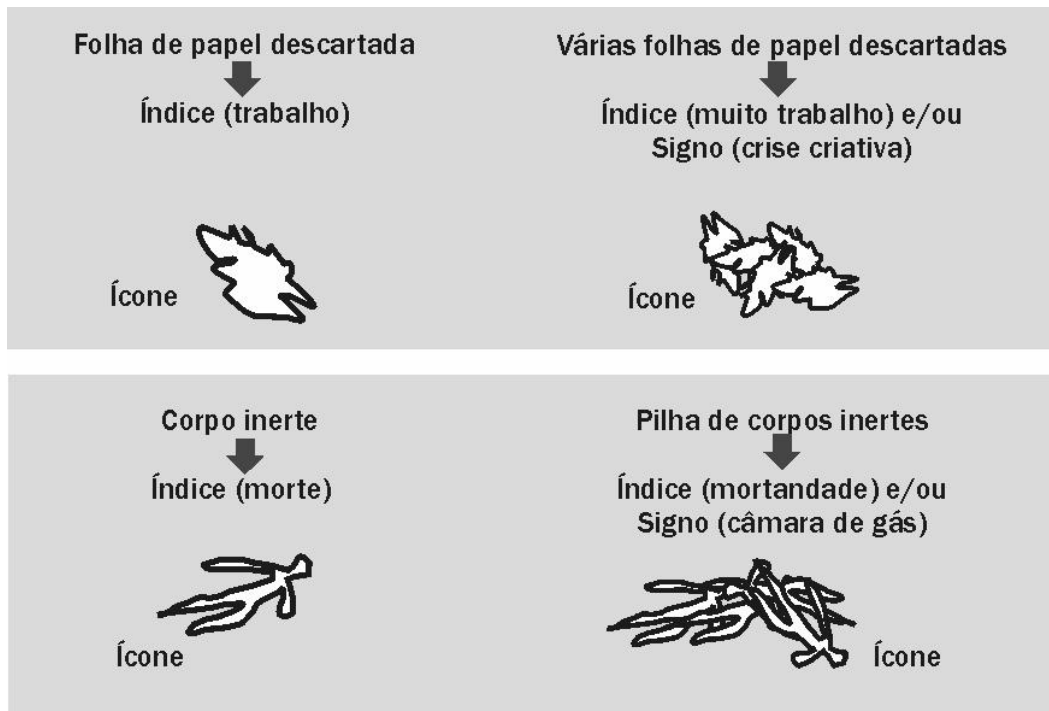 Folha de papel descartada
Índice (trabalho)
Ícone
Várias folhas de papel descartadas
Índice (muito trabalho) e/ou
Signo (crise criativa)
Ícone
Corpo inerte
Índice (morte)
Ícone
Pilha de corpos inertes
Índice (mortandade) e/ou
Signo (câmara de gás)
Ícone